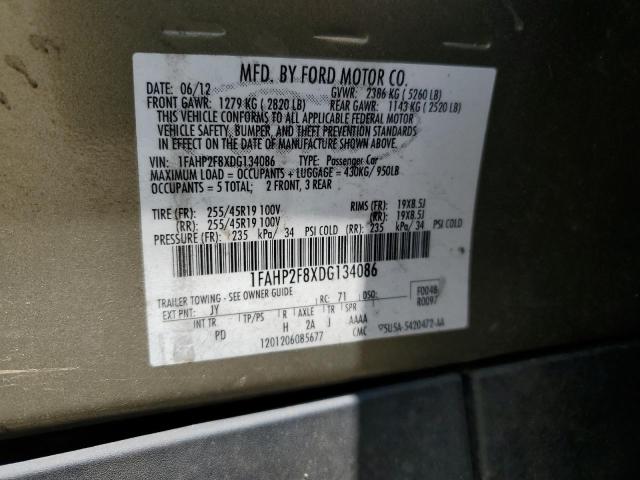 MFD. BY FORD MOTOR CO.
DATE: 06/12 GVWR: 2386 KG ( 5260 LB)
FRONT GAWR: 1279 KG ( 2820 LB) REAR GAWR: 1143 KG ( 2520 LB)
THIS VEHICLE CONFORMS TO ALL APPLICABLE FEDERAL MOTOR
VEHICLE SAFETY, BUMPER, AND THEFT PREVENTION STANDARDS
IN EFFECT ON THE DATE OF MANUFACTURE SHOWN ABOVE.
VIN: 1FAHP2F8XDG134086 TYPE: Passenger Car
MAXIMUM LOAD = OCCUPANTS + LUGGAGE = 430KG/ 950LB
OCCUPANTS = 5 TOTAL; 2 FRONT, 3 REAR
TIRE (FR): 255/45R19 100V RIMS (FR): 19X8.5J
(RR): 255/45R19 100V (RR): 19X8.5J
PRESSURE (FR): 235 kPa/ 34 PSI COLD (RR): 235 kPa/ 34 PSI COLD
1FAHP2F8XDG134086
TRAILER TOWING - SEE OWNER GUIDE F0048
EXT PNT: JY RC: 71 DSO: R0097
INT TR TP/PS R AXLE TR SPR
PD H 2A J AAAA
1201206085677 CMC 95U5A-5420472-AA